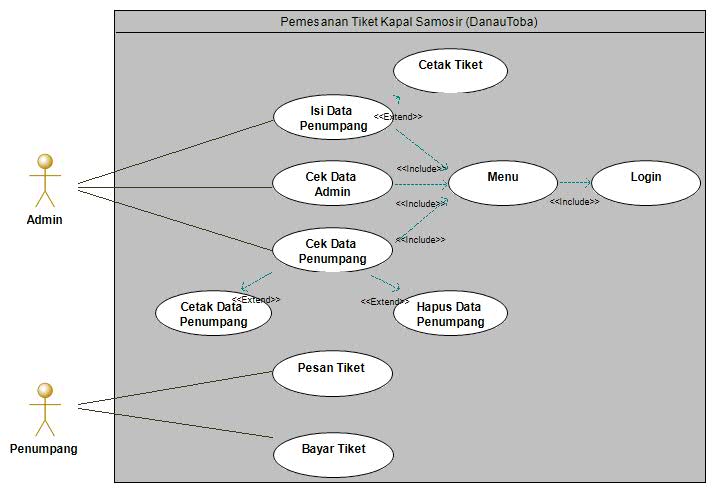 Pemesanan Tiket Kapal Samosir (DanauToba)
Cetak Tiket
Isi Data
Penumpang
<<Extend>>
<<Include>>
Cek Data
Admin
Menu
Login
<<Include>>
<<Include>>
Admin
Cek Data
Penumpang
<<Include>>
<<Extend>>
<<Extend>>
Cetak Data
Penumpang
Hapus Data
Penumpang
Pesan Tiket
Penumpang
Bayar Tiket